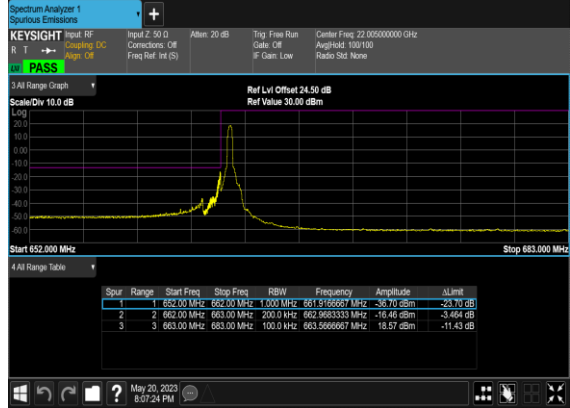 Spectrum Analyzer 1
Spurious Emissions
KEYSIGHT Input: RF Input Z: 50 Ω Atten: 20 dB Trig: Free Run Center Freq: 22.005000000 GHz
R T Coupling: DC Corrections: Off Gate: Off Avg|Hold: 100/100
Align: Off Freq Ref: Int (S) IF Gain: Low Radio Std: None
PASS
3 All Range Graph
Ref Lvl Offset 24.50 dB
Scale/Div 10.0 dB Ref Value 30.00 dBm
Log
20.0
10.0
0.00
-10.0
-20.0
-30.0
-40.0
-50.0
-60.0
Start 652.000 MHz Stop 683.000 MHz
4 All Range Table
Spur Range Start Freq Stop Freq RBW Frequency Amplitude ΔLimit
1 1 652.00 MHz 662.00 MHz 1.000 MHz 661.9166667 MHz -36.70 dBm -23.70 dB
2 2 662.00 MHz 663.00 MHz 200.0 kHz 662.9683333 MHz -16.46 dBm -3.464 dB
3 3 663.00 MHz 683.00 MHz 100.0 kHz 663.5666667 MHz 18.57 dBm -11.43 dB
? May 20, 2023
8:07:24 PM